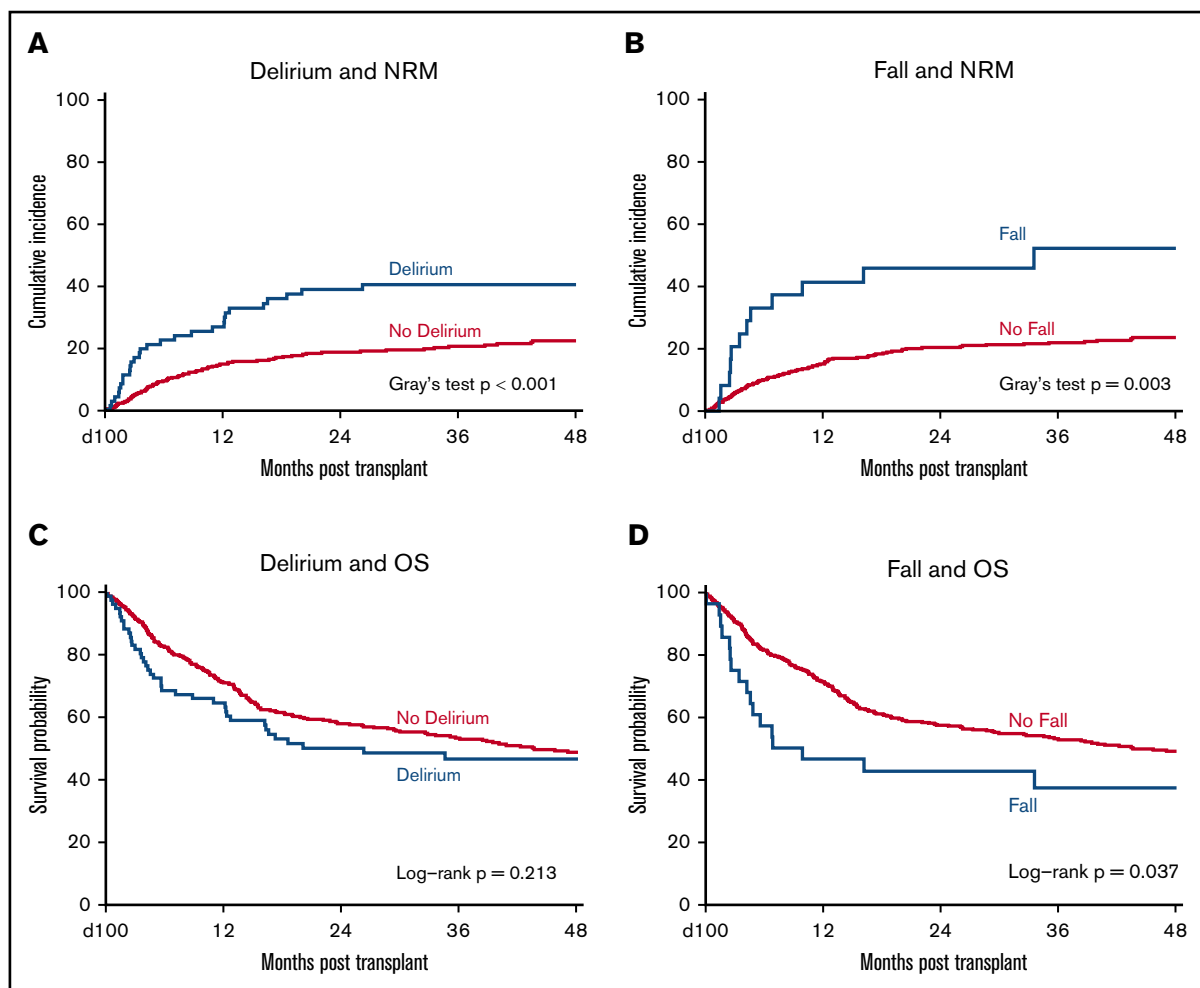 A
Delirium and NRM
Cumulative incidence
100
80
60
40
20
0
Delirium
No Delirium
Gray's test p < 0.001
d100 12 24 36 48
Months post transplant
B
Fall and NRM
Cumulative incidence
100
80
60
40
20
0
Fall
No Fall
Gray's test p = 0.003
d100 12 24 36 48
Months post transplant
C
Delirium and OS
Survival probability
100
80
60
40
20
0
No Delirium
Delirium
Log–rank p = 0.213
d100 12 24 36 48
Months post transplant
D
Fall and OS
Survival probability
100
80
60
40
20
0
No Fall
Fall
Log–rank p = 0.037
d100 12 24 36 48
Months post transplant